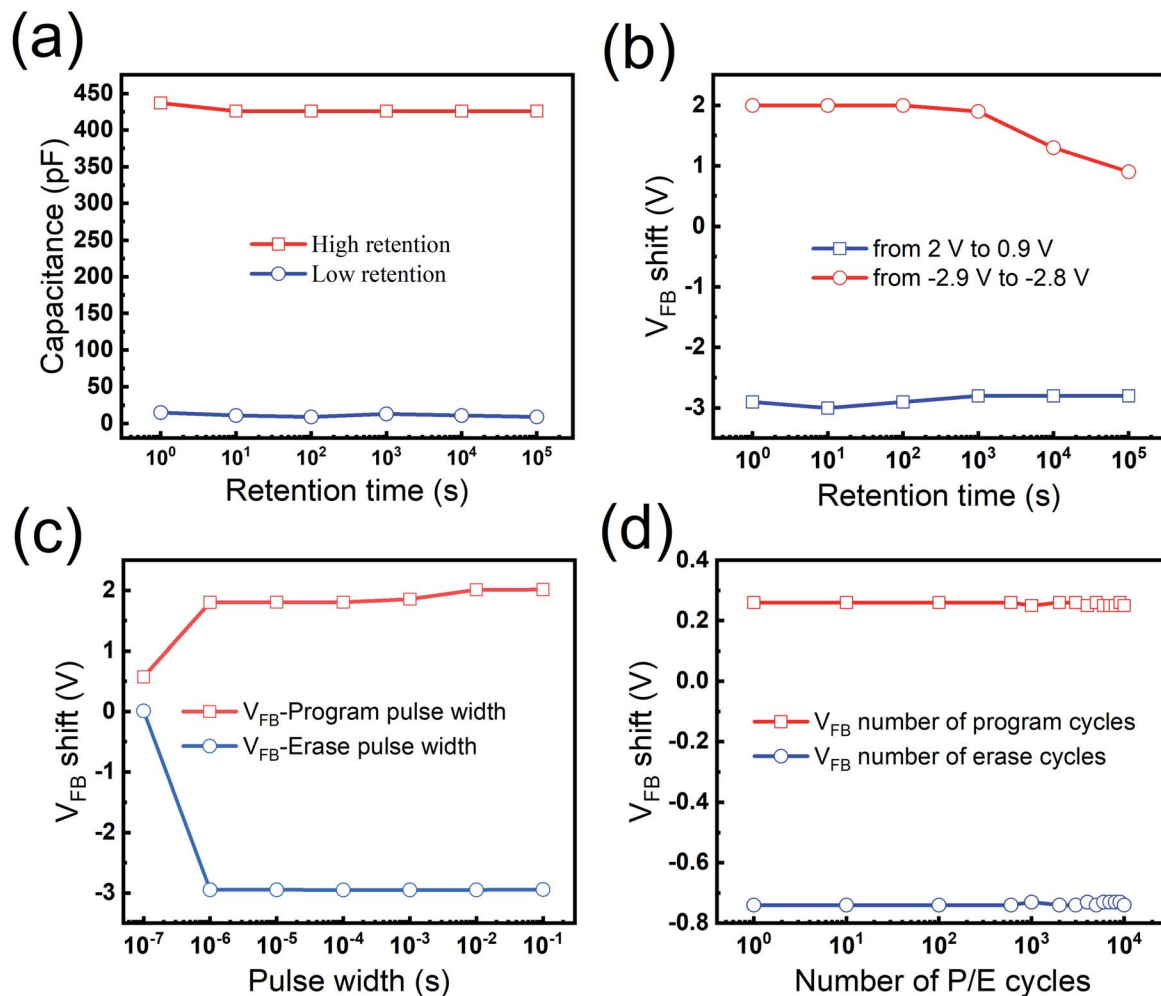 (a)
Capacitance (pF)
450
400
350
300
250
200
150
100
50
0
High retention
Low retention
10⁰ 10¹ 10² 10³ 10⁴ 10⁵
Retention time (s)
(b)
V_FB shift (V)
2
1
0
-1
-2
-3
from 2 V to 0.9 V
from -2.9 V to -2.8 V
10⁰ 10¹ 10² 10³ 10⁴ 10⁵
Retention time (s)
(c)
V_FB shift (V)
2
1
0
-1
-2
-3
V_FB-Program pulse width
V_FB-Erase pulse width
10⁻⁷ 10⁻⁶ 10⁻⁵ 10⁻⁴ 10⁻³ 10⁻² 10⁻¹
Pulse width (s)
(d)
V_FB shift (V)
0.4
0.2
0.0
-0.2
-0.4
-0.6
-0.8
V_FB number of program cycles
V_FB number of erase cycles
10⁰ 10¹ 10² 10³ 10⁴
Number of P/E cycles